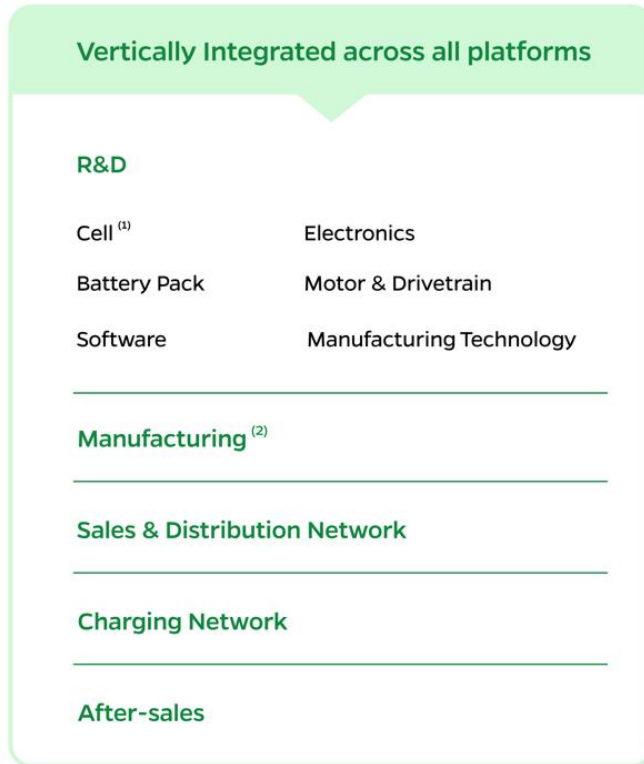 Vertically Integrated across all platforms
R&D
Cell (1) Electronics
Battery Pack Motor & Drivetrain
Software Manufacturing Technology
Manufacturing (2)
Sales & Distribution Network
Charging Network
After-sales